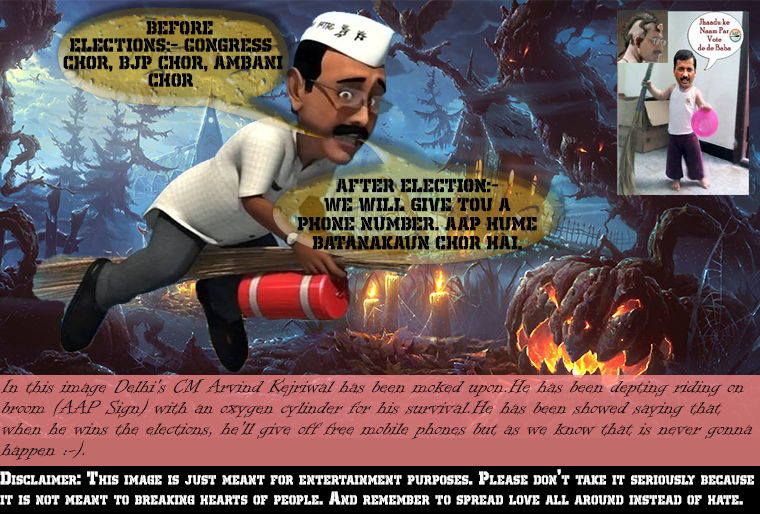 BEFORE
ELECTIONS:- CONGRESS
CHOR, BJP CHOR, AMBANI
CHOR
Jhaadu ke
Naam Par
Vote
de de Baba
AFTER ELECTION:-
WE WILL GIVE TOU A
PHONE NUMBER. AAP HUME
BATANAKAUN CHOR HAI.
In this image Delhi's CM Arvind Kejriwal has been moked upon.He has been depting riding on
broom (AAP Sign) with an oxygen cylinder for his survival.He has been showed saying that
when he wins the elections, he'll give off free mobile phones but as we know that is never gonna
happen :-).
Disclaimer: This image is just meant for entertainment purposes. Please don't take it seriously because
it is not meant to breaking hearts of people. And remember to spread love all around instead of hate.